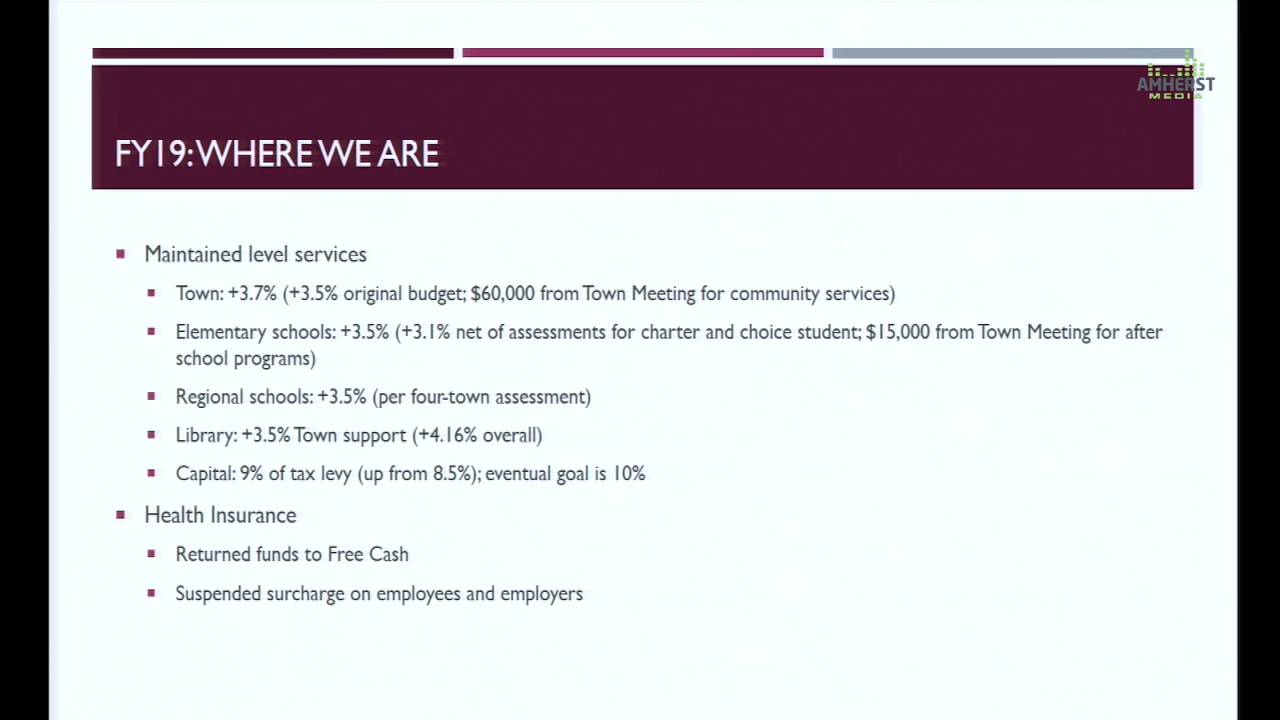 AMHERST
MEDIA
FY19: WHERE WE ARE
Maintained level services
Town: +3.7% (+3.5% original budget; $60,000 from Town Meeting for community services)
Elementary schools: +3.5% (+3.1% net of assessments for charter and choice student; $15,000 from Town Meeting for after
school programs)
Regional schools: +3.5% (per four-town assessment)
Library: +3.5% Town support (+4.16% overall)
Capital: 9% of tax levy (up from 8.5%); eventual goal is 10%
Health Insurance
Returned funds to Free Cash
Suspended surcharge on employees and employers